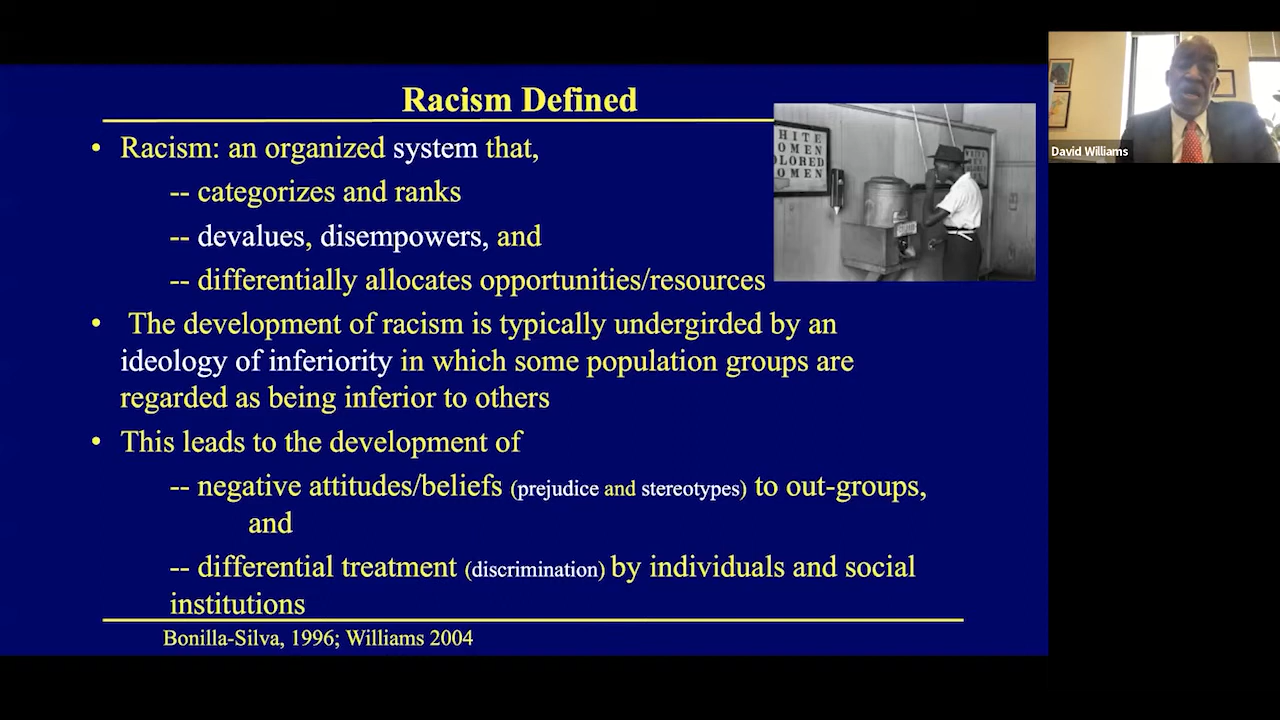 Racism Defined
• Racism: an organized system that,
-- categorizes and ranks
-- devalues, disempowers, and
-- differentially allocates opportunities/resources
HITE
OMEN
OLORED
OMEN
• The development of racism is typically undergirded by an
ideology of inferiority in which some population groups are
regarded as being inferior to others
• This leads to the development of
-- negative attitudes/beliefs (prejudice and stereotypes) to out-groups,
and
-- differential treatment (discrimination) by individuals and social
institutions
Bonilla-Silva, 1996; Williams 2004
David Williams